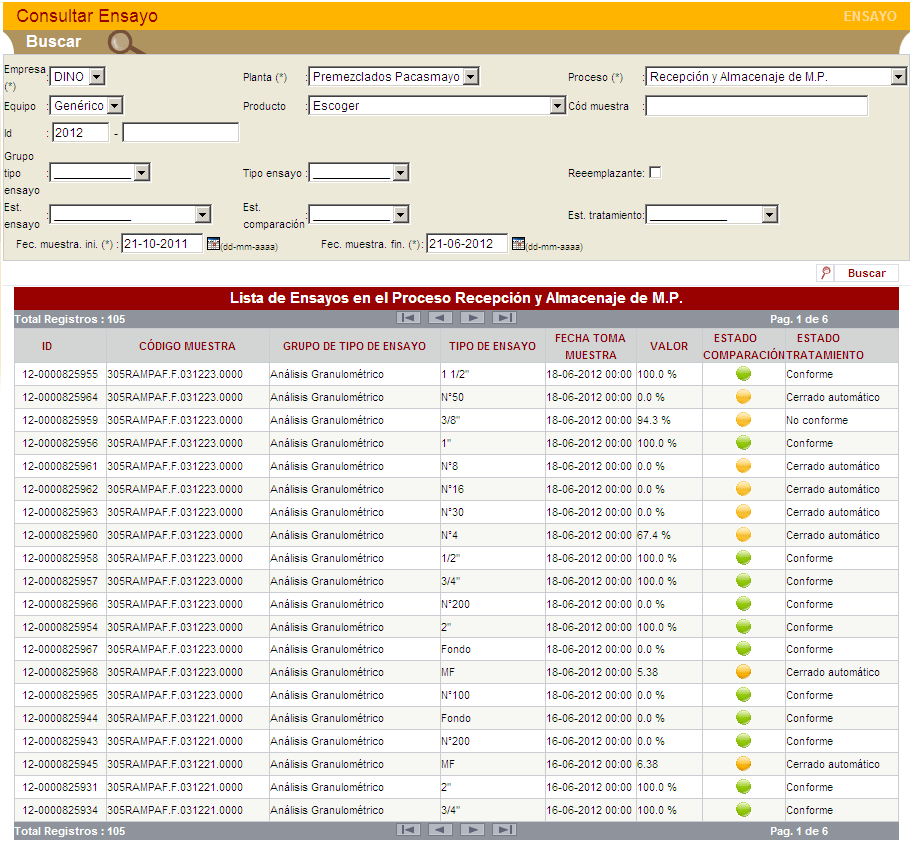 Consultar Ensayo ENSAYO
Buscar
Empresa (*) : DINO Planta (*) : Premezclados Pacasmayo Proceso (*) : Recepción y Almacenaje de M.P.
Equipo : Genérico Producto : Escoger Cód muestra :
Id : 2012 -
Grupo tipo ensayo : Tipo ensayo : Reeemplazante:
Est. ensayo : Est. comparación : Est. tratamiento:
Fec. muestra. ini. (*) : 21-10-2011 (dd-mm-aaaa) Fec. muestra. fin. (*): 21-06-2012 (dd-mm-aaaa)
Buscar
Lista de Ensayos en el Proceso Recepción y Almacenaje de M.P.
Total Registros : 105 Pag. 1 de 6
ID CÓDIGO MUESTRA GRUPO DE TIPO DE ENSAYO TIPO DE ENSAYO FECHA TOMA MUESTRA VALOR ESTADO COMPARACIÓN ESTADO TRATAMIENTO
12-0000825955 305RAMPAF.F.031223.0000 Análisis Granulométrico 1 1/2" 18-06-2012 00:00 100.0 % Conforme
12-0000825964 305RAMPAF.F.031223.0000 Análisis Granulométrico N°50 18-06-2012 00:00 0.0 % Cerrado automático
12-0000825959 305RAMPAF.F.031223.0000 Análisis Granulométrico 3/8" 18-06-2012 00:00 94.3 % No conforme
12-0000825956 305RAMPAF.F.031223.0000 Análisis Granulométrico 1" 18-06-2012 00:00 100.0 % Conforme
12-0000825961 305RAMPAF.F.031223.0000 Análisis Granulométrico N°8 18-06-2012 00:00 0.0 % Cerrado automático
12-0000825962 305RAMPAF.F.031223.0000 Análisis Granulométrico N°16 18-06-2012 00:00 0.0 % Cerrado automático
12-0000825963 305RAMPAF.F.031223.0000 Análisis Granulométrico N°30 18-06-2012 00:00 0.0 % Cerrado automático
12-0000825960 305RAMPAF.F.031223.0000 Análisis Granulométrico N°4 18-06-2012 00:00 67.4 % Cerrado automático
12-0000825958 305RAMPAF.F.031223.0000 Análisis Granulométrico 1/2" 18-06-2012 00:00 100.0 % Conforme
12-0000825957 305RAMPAF.F.031223.0000 Análisis Granulométrico 3/4" 18-06-2012 00:00 100.0 % Conforme
12-0000825966 305RAMPAF.F.031223.0000 Análisis Granulométrico N°200 18-06-2012 00:00 0.0 % Conforme
12-0000825954 305RAMPAF.F.031223.0000 Análisis Granulométrico 2" 18-06-2012 00:00 100.0 % Conforme
12-0000825967 305RAMPAF.F.031223.0000 Análisis Granulométrico Fondo 18-06-2012 00:00 0.0 % Conforme
12-0000825968 305RAMPAF.F.031223.0000 Análisis Granulométrico MF 18-06-2012 00:00 5.38 Cerrado automático
12-0000825965 305RAMPAF.F.031223.0000 Análisis Granulométrico N°100 18-06-2012 00:00 0.0 % Conforme
12-0000825944 305RAMPAF.F.031221.0000 Análisis Granulométrico Fondo 16-06-2012 00:00 0.0 % Conforme
12-0000825943 305RAMPAF.F.031221.0000 Análisis Granulométrico N°200 16-06-2012 00:00 0.0 % Conforme
12-0000825945 305RAMPAF.F.031221.0000 Análisis Granulométrico MF 16-06-2012 00:00 6.38 Cerrado automático
12-0000825931 305RAMPAF.F.031221.0000 Análisis Granulométrico 2" 16-06-2012 00:00 100.0 % Conforme
12-0000825934 305RAMPAF.F.031221.0000 Análisis Granulométrico 3/4" 16-06-2012 00:00 100.0 % Conforme
Total Registros : 105 Pag. 1 de 6